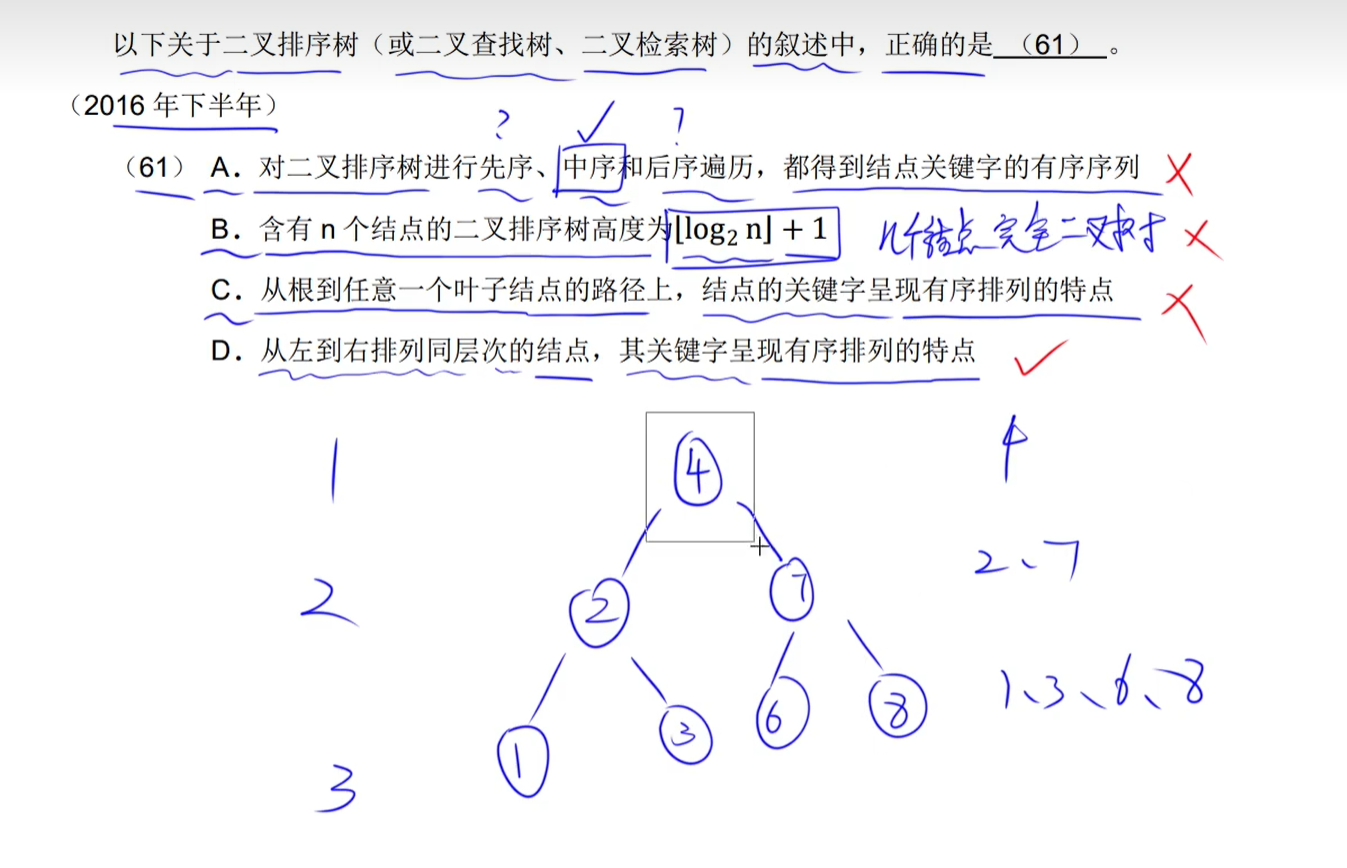 以下关于二叉排序树（或二叉查找树、二叉检索树）的叙述中，正确的是 （61） 。
（2016 年下半年）
? ✓ ?
（61） A．对二叉排序树进行先序、中序和后序遍历，都得到结点关键字的有序序列 ×
B．含有 n 个结点的二叉排序树高度为⌊log₂ n⌋ + 1 n个结点 完全二叉树 ×
C．从根到任意一个叶子结点的路径上，结点的关键字呈现有序排列的特点 ×
D．从左到右排列同层次的结点，其关键字呈现有序排列的特点 ✓
1 4 4
2 2 7 2、7
3 1 3 6 8 1、3、6、8